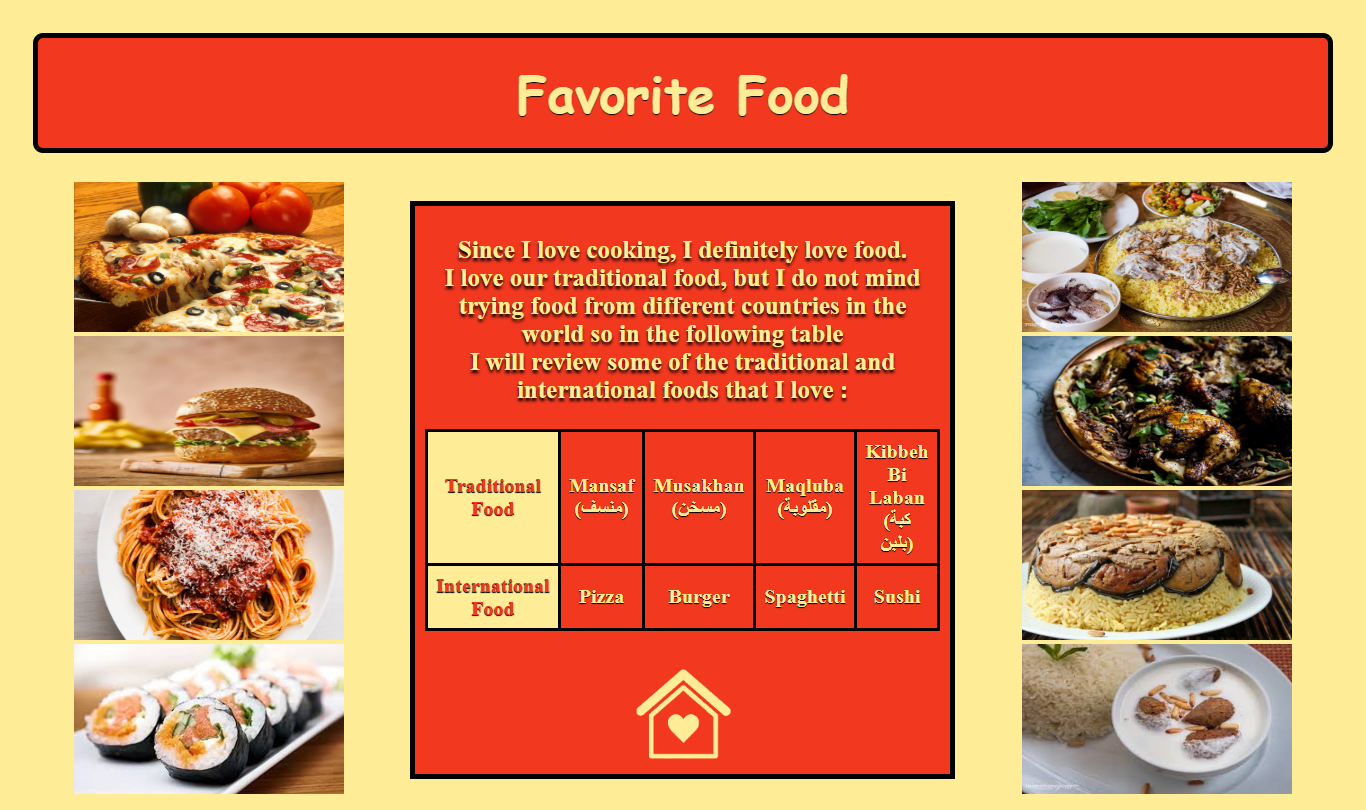 Favorite Food
Since I love cooking, I definitely love food.
I love our traditional food, but I do not mind
trying food from different countries in the
world so in the following table
I will review some of the traditional and
international foods that I love :
Traditional
Food
Mansaf
(منسف)
Musakhan
(مسخن)
Maqluba
(مقلوبة)
Kibbeh
Bi
Laban
(كبة
بلبن)
International
Food
Pizza
Burger
Spaghetti
Sushi